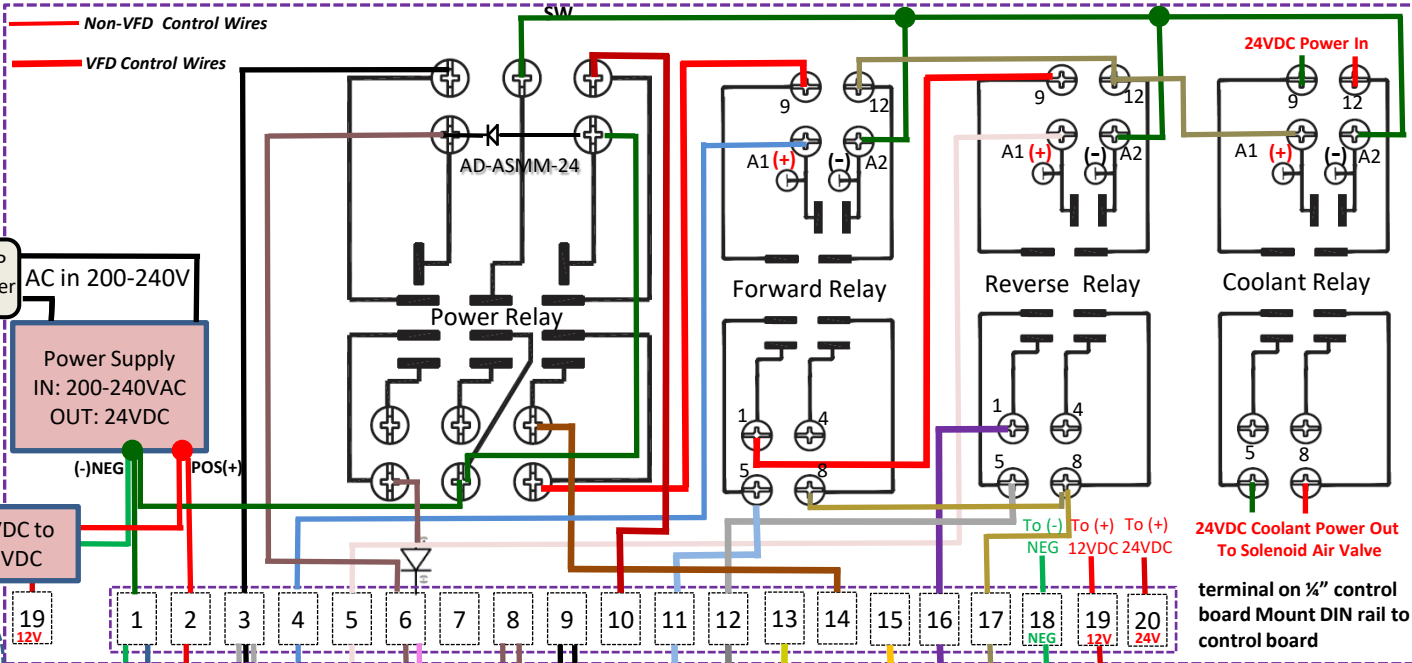 SW
Non-VFD Control Wires
VFD Control Wires
24VDC Power In
9
12
9
12
9
12
AD-ASMM-24
A1 (+)
(-) A2
A1 (+)
(-) A2
A1 (+)
(-) A2
AC in 200-240V
Power Relay
Forward Relay
Reverse Relay
Coolant Relay
Power Supply
IN: 200-240VAC
OUT: 24VDC
(-)NEG
POS(+)
1
4
5
8
1
4
5
8
5
8
24VDC Coolant Power Out
To Solenoid Air Valve
To (-)
NEG
To (+)
12VDC
To (+)
24VDC
DC to
VDC
terminal on ¼” control
board Mount DIN rail to
control board
19
12V
1
2
3
4
5
6
7
8
9
10
11
12
13
14
15
16
17
18
NEG
19
12V
20
24V